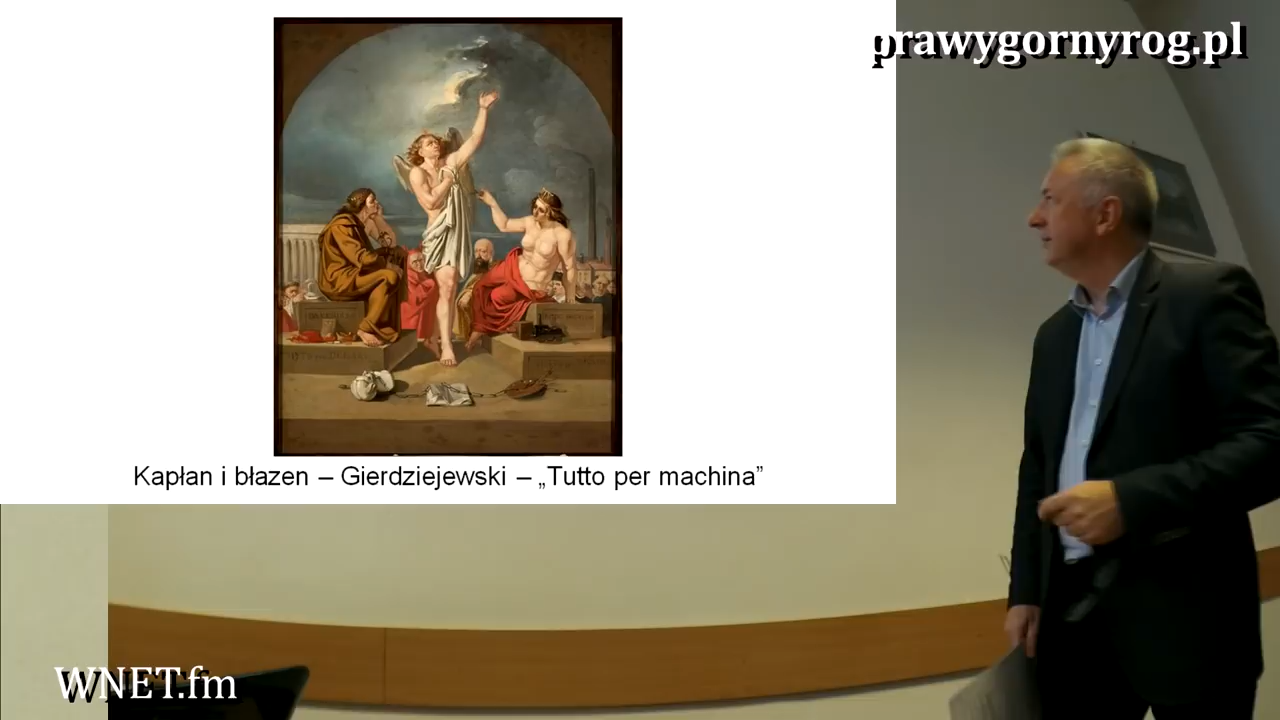 prawygornyrog.pl
Kapłan i błazen – Gierdziejewski – „Tutto per machina”
WNET.fm